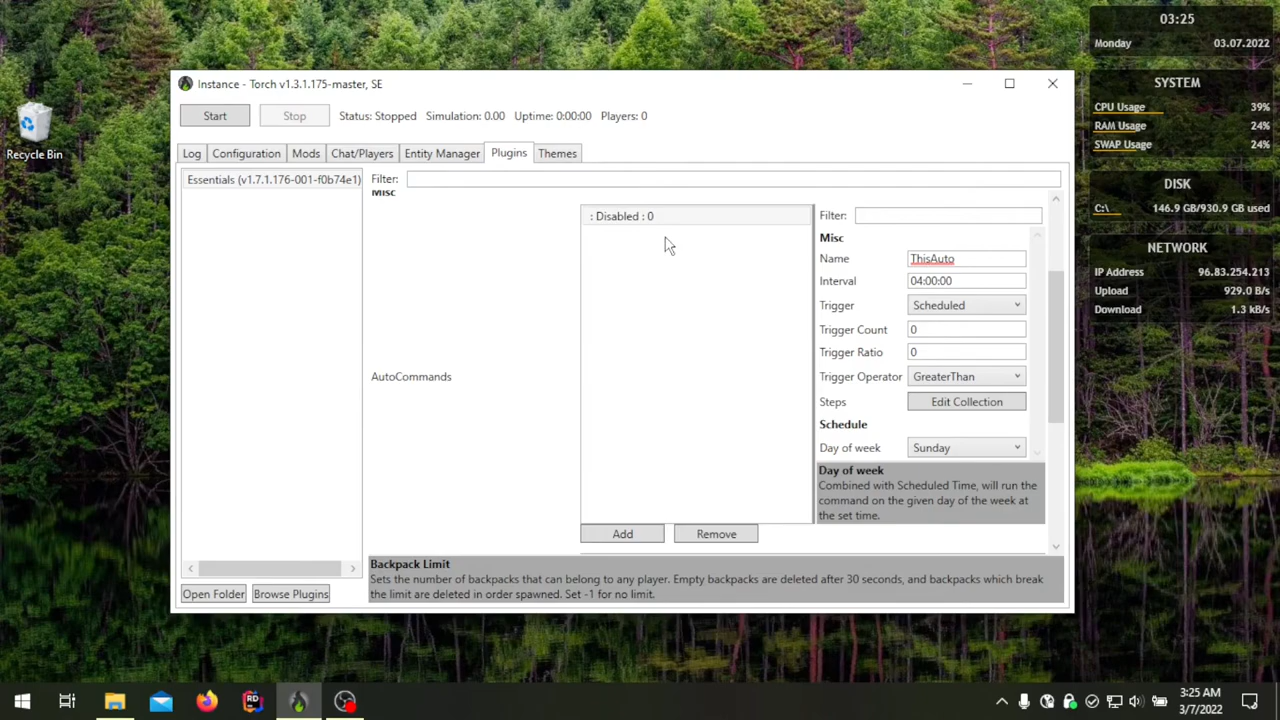 Recycle Bin
Instance - Torch v1.3.1.175-master, SE
Start Stop Status: Stopped Simulation: 0.00 Uptime: 0:00:00 Players: 0
Log Configuration Mods Chat/Players Entity Manager Plugins Themes
Essentials (v1.7.1.176-001-f0b74e1)
Open Folder Browse Plugins
Filter:
Misc
AutoCommands
: Disabled : 0
Add Remove
Filter:
Misc
Name ThisAuto
Interval 04:00:00
Trigger Scheduled
Trigger Count 0
Trigger Ratio 0
Trigger Operator GreaterThan
Steps Edit Collection
Schedule
Day of week Sunday
Day of week
Combined with Scheduled Time, will run the
command on the given day of the week at
the set time.
Backpack Limit
Sets the number of backpacks that can belong to any player. Empty backpacks are deleted after 30 seconds, and backpacks which break
the limit are deleted in order spawned. Set -1 for no limit.
03:25
Monday 03.07.2022
SYSTEM
CPU Usage 39%
RAM Usage 24%
SWAP Usage 24%
DISK
C:\ 146.9 GB/930.9 GB used
NETWORK
IP Address 96.83.254.213
Upload 929.0 B/s
Download 1.3 kB/s
RD
3:25 AM
3/7/2022